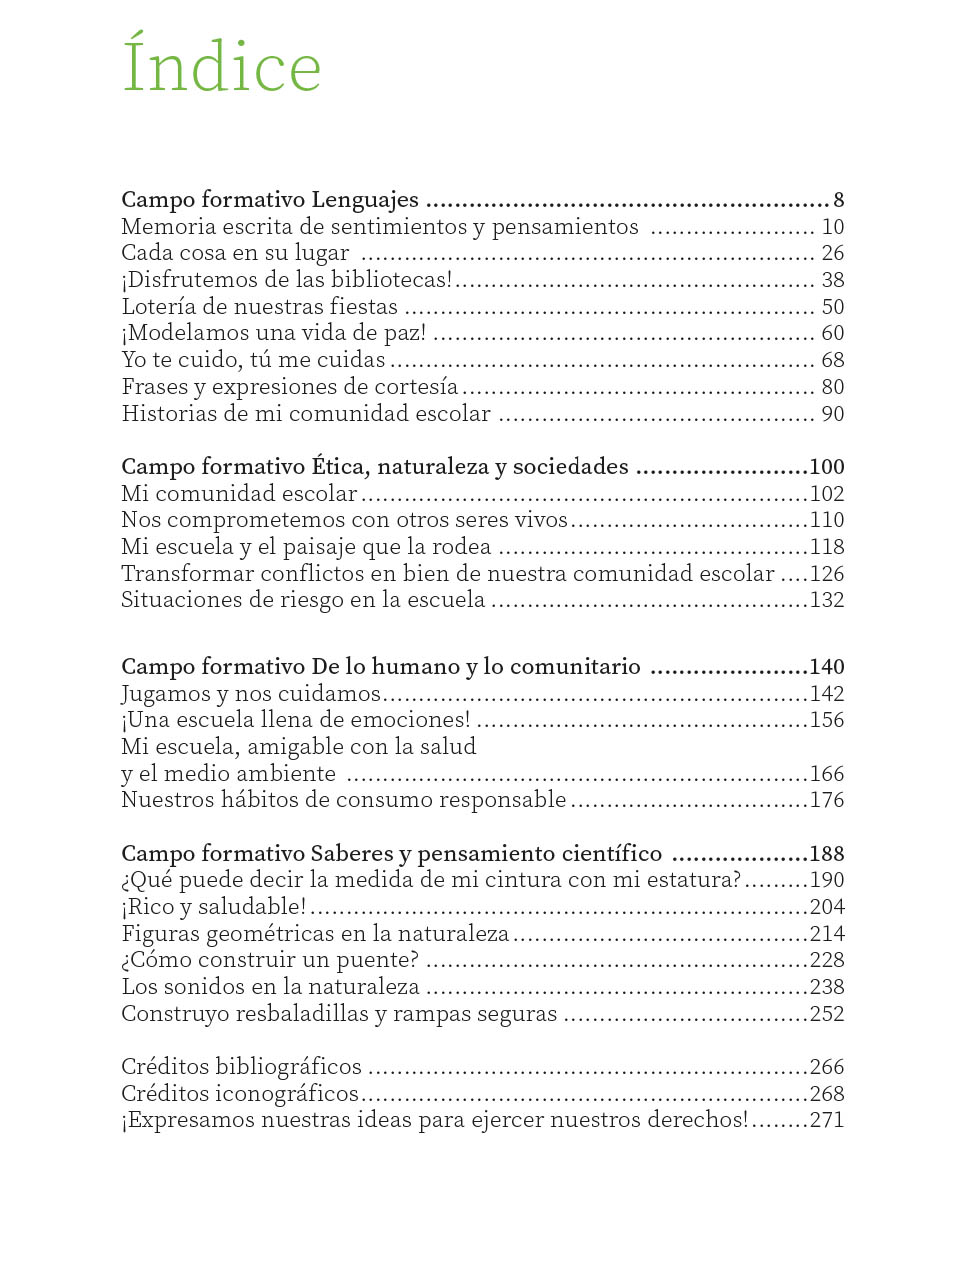 Índice
Campo formativo Lenguajes ........................................................ 8
Memoria escrita de sentimientos y pensamientos ....................... 10
Cada cosa en su lugar ............................................................... 26
¡Disfrutemos de las bibliotecas! .................................................. 38
Lotería de nuestras fiestas ......................................................... 50
¡Modelamos una vida de paz! ..................................................... 60
Yo te cuido, tú me cuidas ........................................................... 68
Frases y expresiones de cortesía ................................................. 80
Historias de mi comunidad escolar ............................................ 90
Campo formativo Ética, naturaleza y sociedades ........................100
Mi comunidad escolar ..............................................................102
Nos comprometemos con otros seres vivos .................................110
Mi escuela y el paisaje que la rodea ...........................................118
Transformar conflictos en bien de nuestra comunidad escolar ....126
Situaciones de riesgo en la escuela ............................................132
Campo formativo De lo humano y lo comunitario ......................140
Jugamos y nos cuidamos ...........................................................142
¡Una escuela llena de emociones! ..............................................156
Mi escuela, amigable con la salud
y el medio ambiente ................................................................166
Nuestros hábitos de consumo responsable .................................176
Campo formativo Saberes y pensamiento científico ...................188
¿Qué puede decir la medida de mi cintura con mi estatura? .........190
¡Rico y saludable! .....................................................................204
Figuras geométricas en la naturaleza .........................................214
¿Cómo construir un puente? .....................................................228
Los sonidos en la naturaleza .....................................................238
Construyo resbaladillas y rampas seguras ..................................252
Créditos bibliográficos .............................................................266
Créditos iconográficos ..............................................................268
¡Expresamos nuestras ideas para ejercer nuestros derechos! ........271